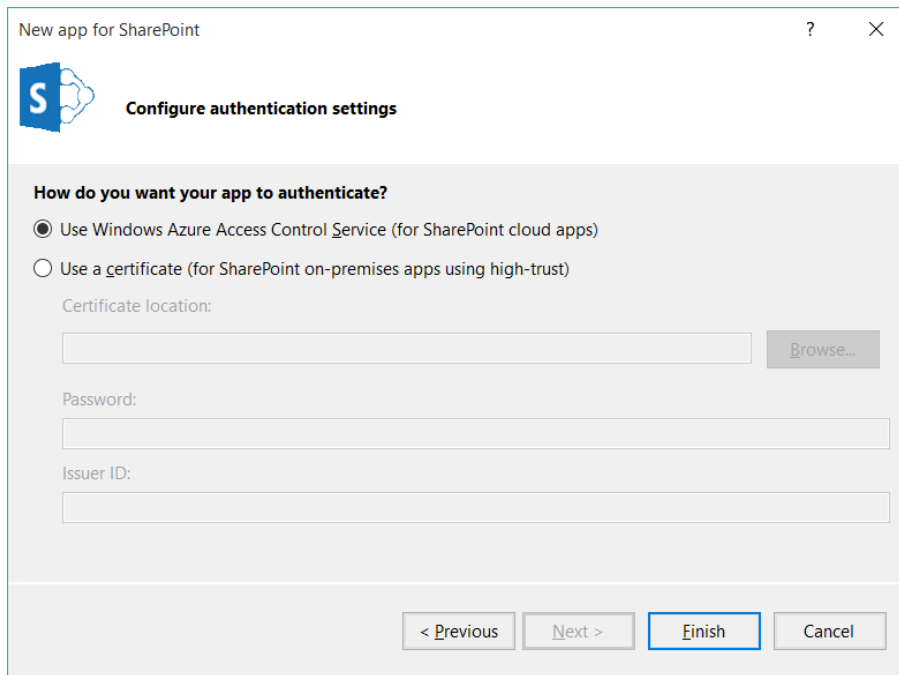 New app for SharePoint
?
S
Configure authentication settings
How do you want your app to authenticate?
Use Windows Azure Access Control Service (for SharePoint cloud apps)
Use a certificate (for SharePoint on-premises apps using high-trust)
Certificate location:
Browse...
Password:
Issuer ID:
< Previous Next > Finish Cancel